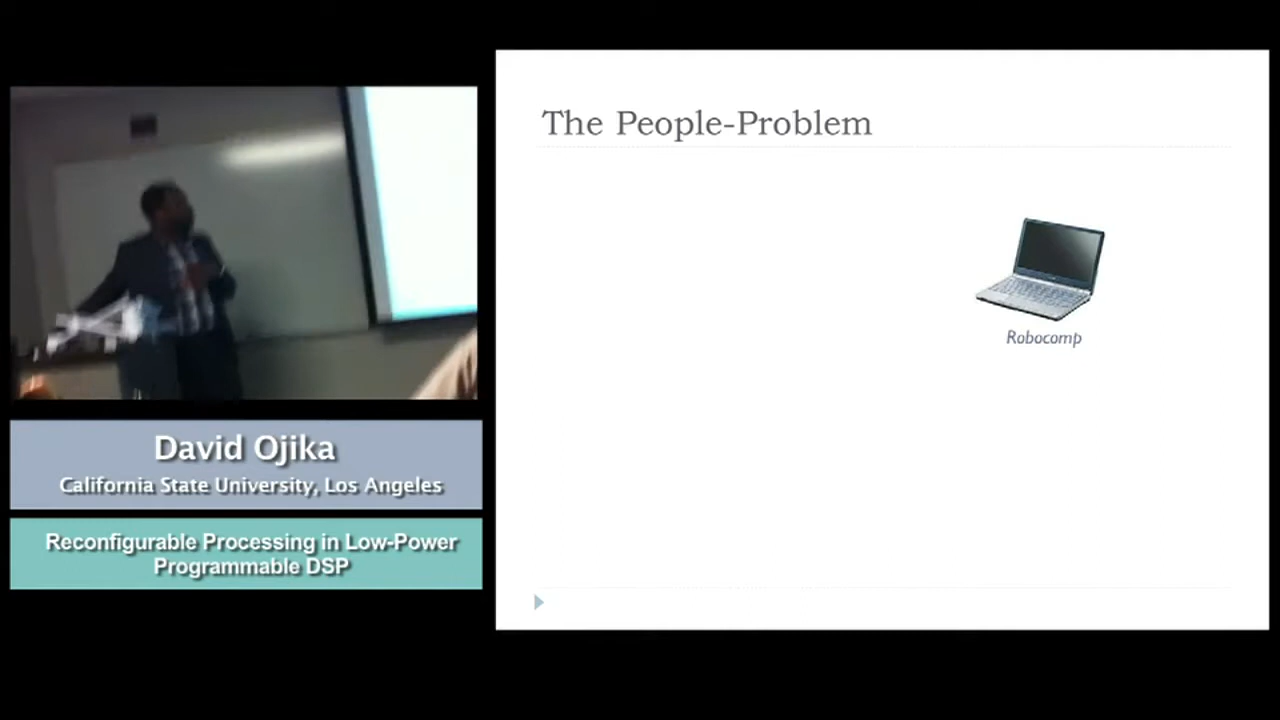 The People-Problem
Robocomp
David Ojika
California State University, Los Angeles
Reconfigurable Processing in Low-Power
Programmable DSP